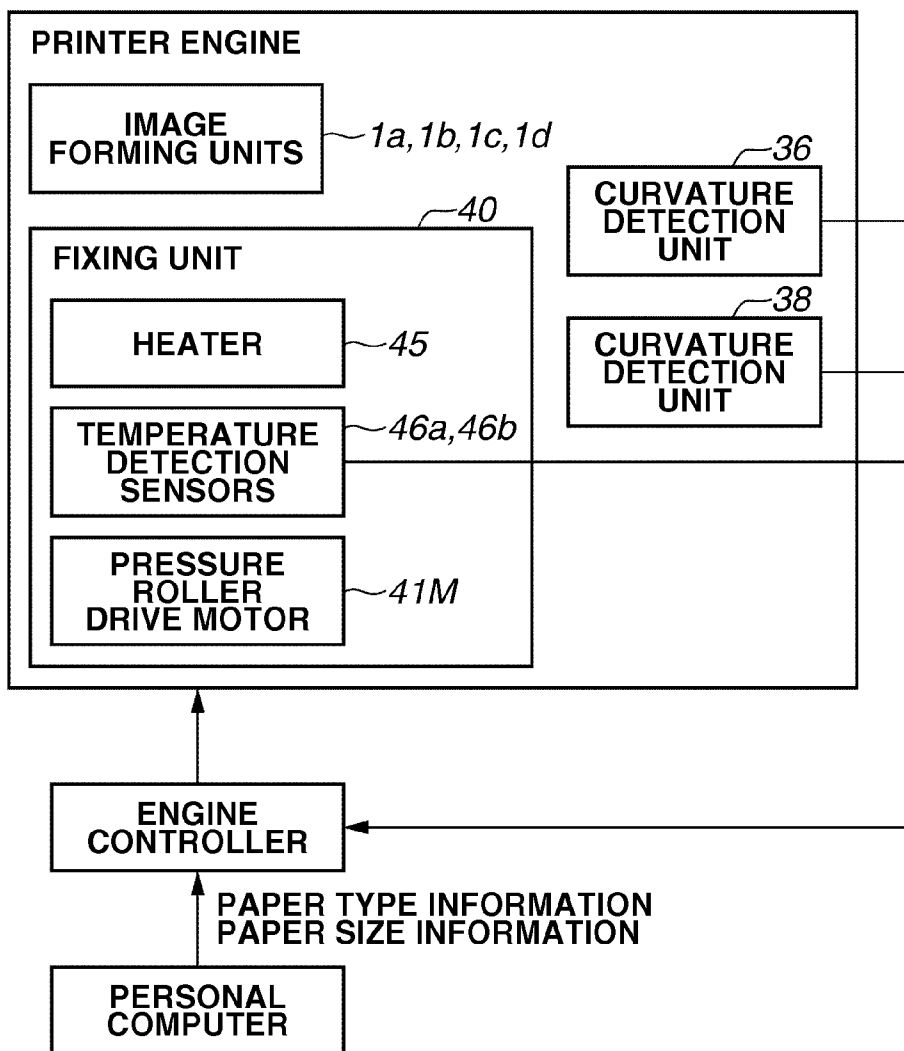 PRINTER ENGINE
IMAGE
FORMING UNITS
1a,1b,1c,1d
36
CURVATURE
DETECTION
UNIT
40
FIXING UNIT
38
CURVATURE
DETECTION
UNIT
HEATER
45
46a,46b
TEMPERATURE
DETECTION
SENSORS
PRESSURE
ROLLER
DRIVE MOTOR
41M
ENGINE
CONTROLLER
PAPER TYPE INFORMATION
PAPER SIZE INFORMATION
PERSONAL
COMPUTER